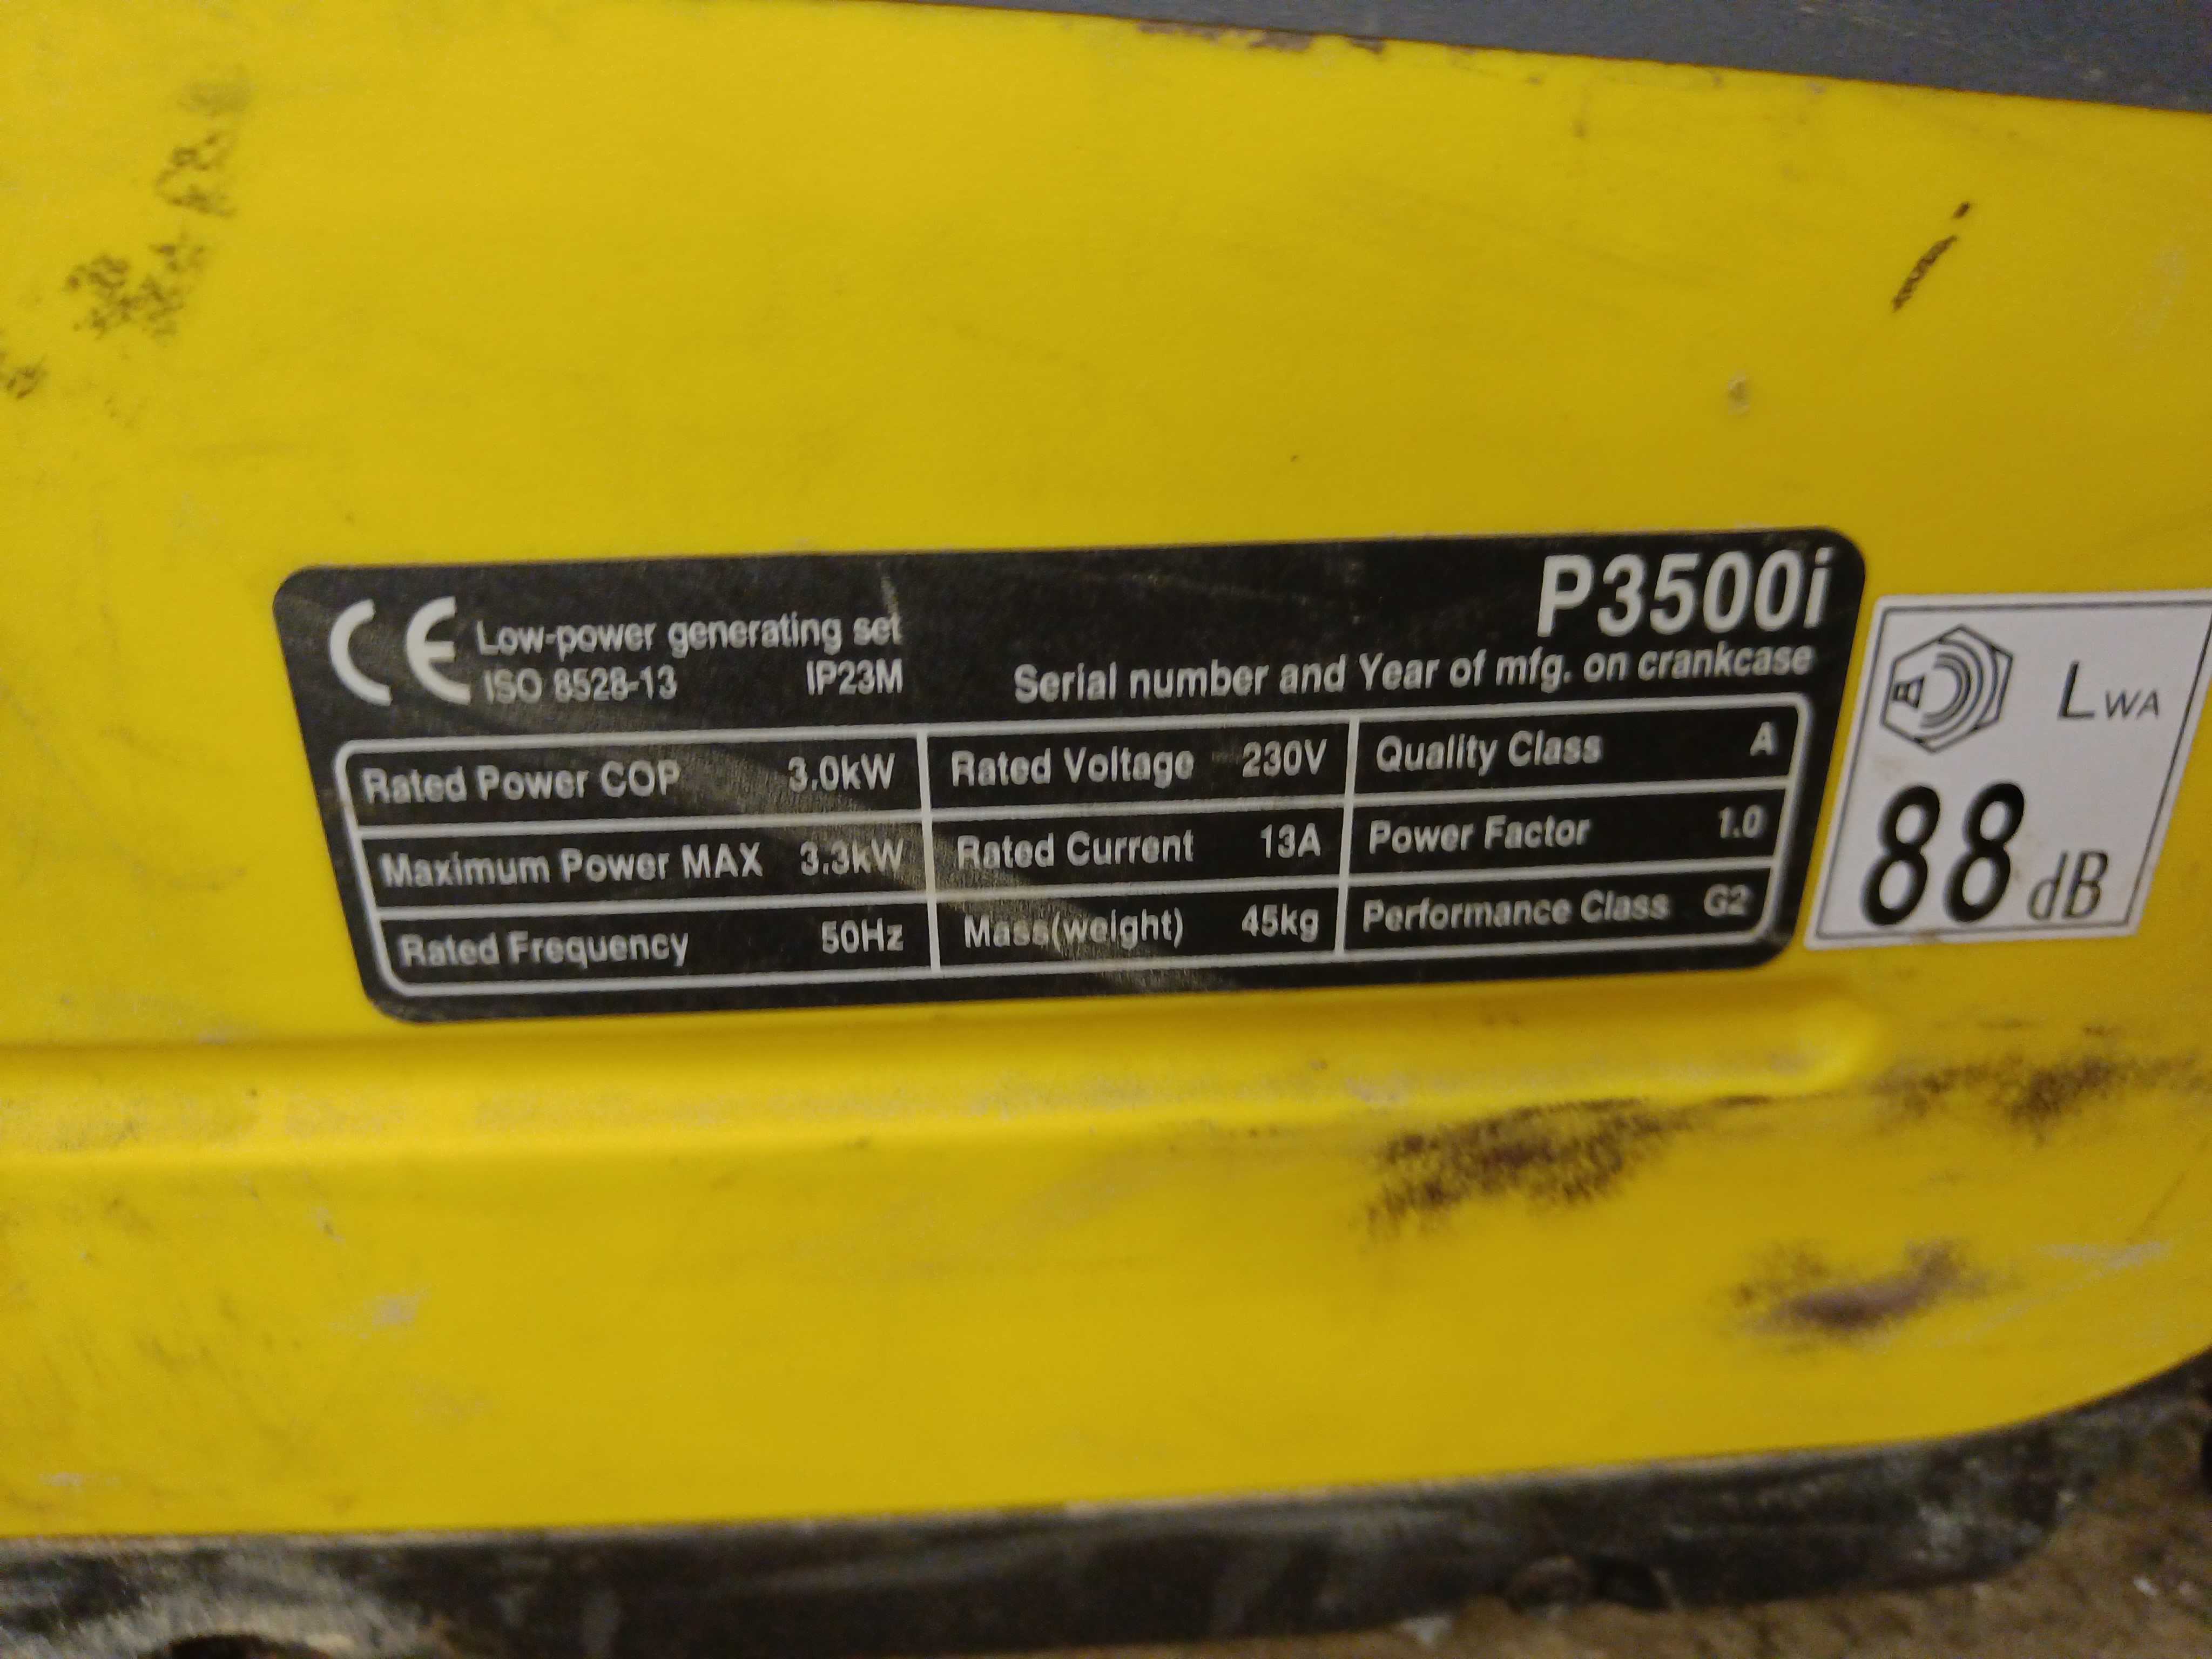 P3500i
CE Low-power generating set
ISO 8528-13 IP23M
Serial number and Year of mfg. on crankcase
Rated Power COP 3.0kW Rated Voltage 230V Quality Class A
Maximum Power MAX 3.3kW Rated Current 13A Power Factor 1.0
Rated Frequency 50Hz Mass(weight) 45kg Performance Class G2
LWA
88 dB